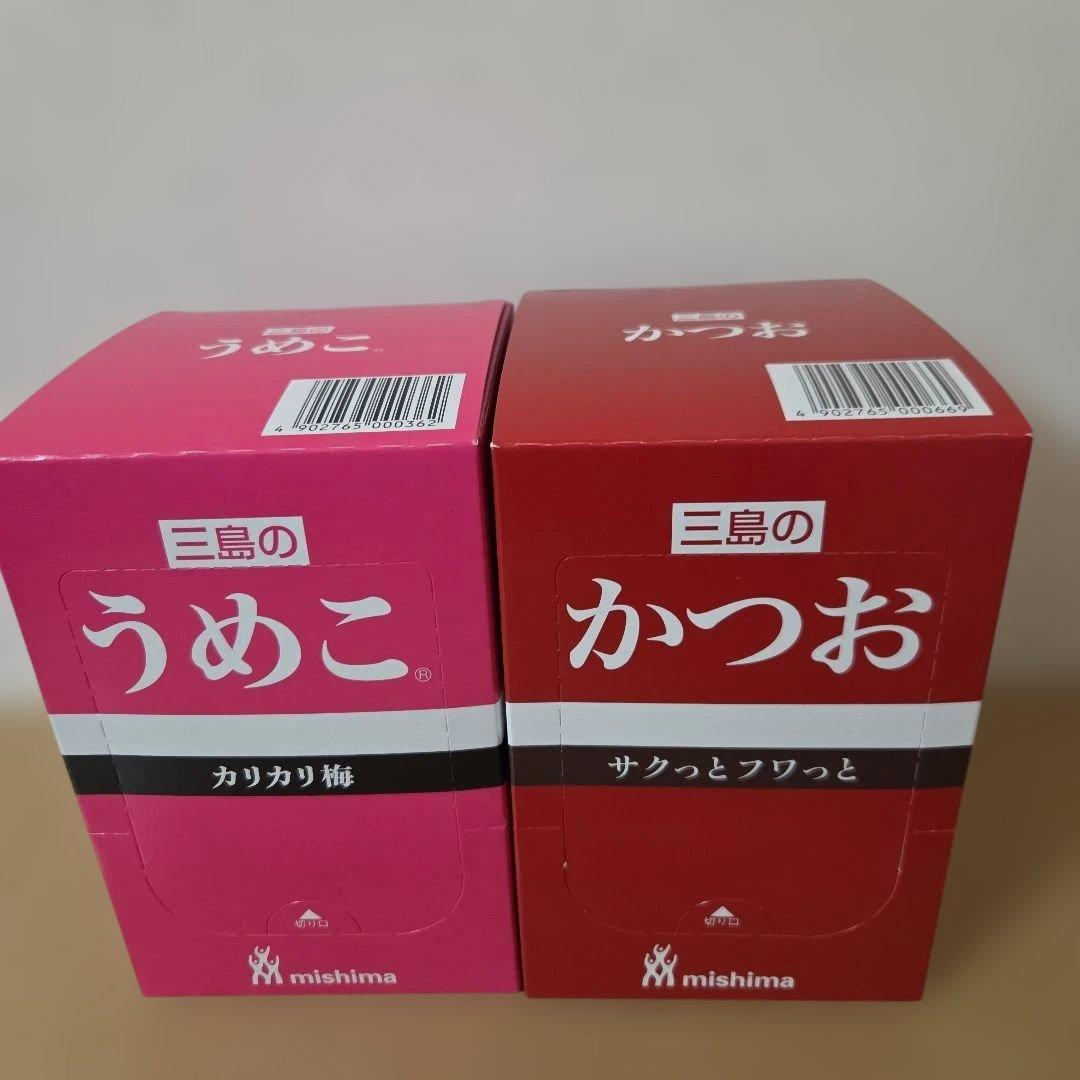 三島の
うめこ®
4 902765 000362
三島の
うめこ®
カリカリ梅
切り口
mishima
三島の
かつお
4 902765 000669
三島の
かつお
サクっとフワっと
切り口
mishima